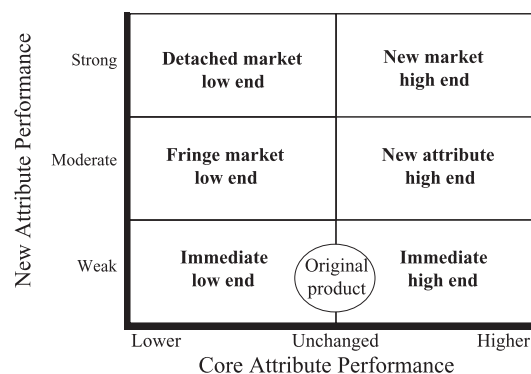 New Attribute Performance
Strong
Detached market
low end
New market
high end
Moderate
Fringe market
low end
New attribute
high end
Weak
Immediate
low end
Original
product
Immediate
high end
Lower
Unchanged
Higher
Core Attribute Performance